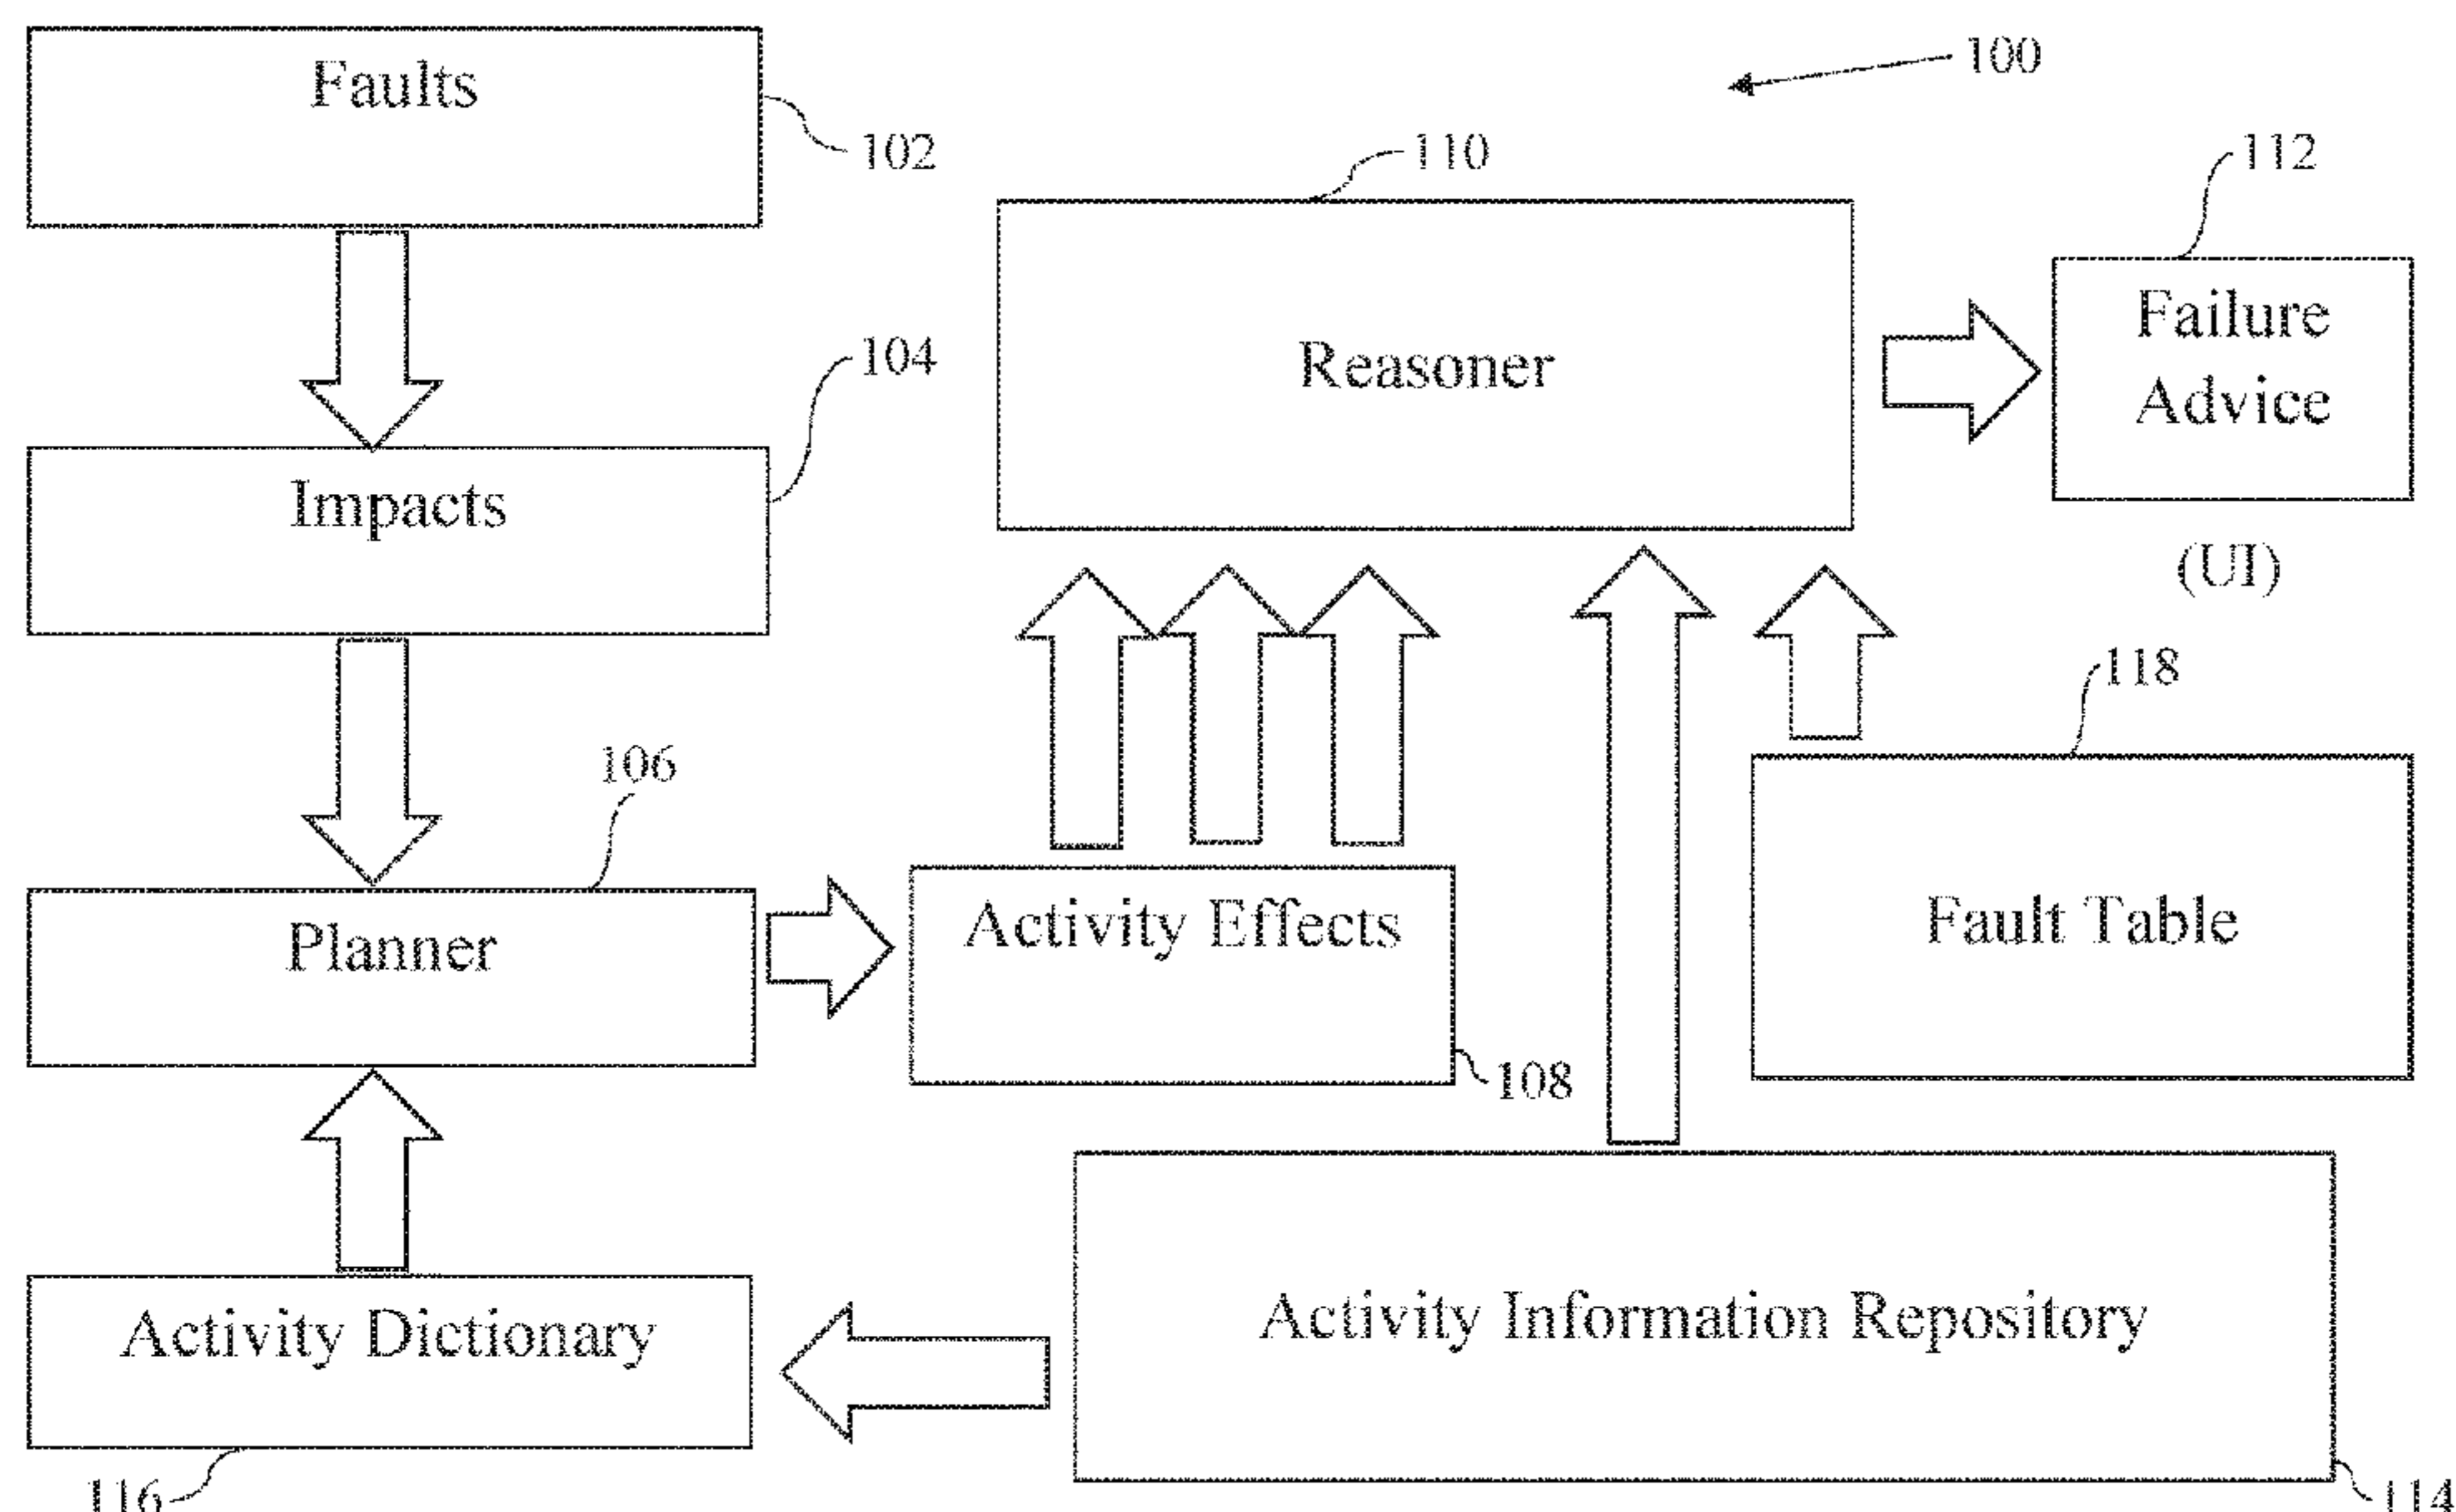 Faults
100
102
110
112
Reasoner
Failure
Advice
(UI)
104
Impacts
118
106
Planner
Activity Effects
108
Fault Table
Activity Dictionary
116
Activity Information Repository
114